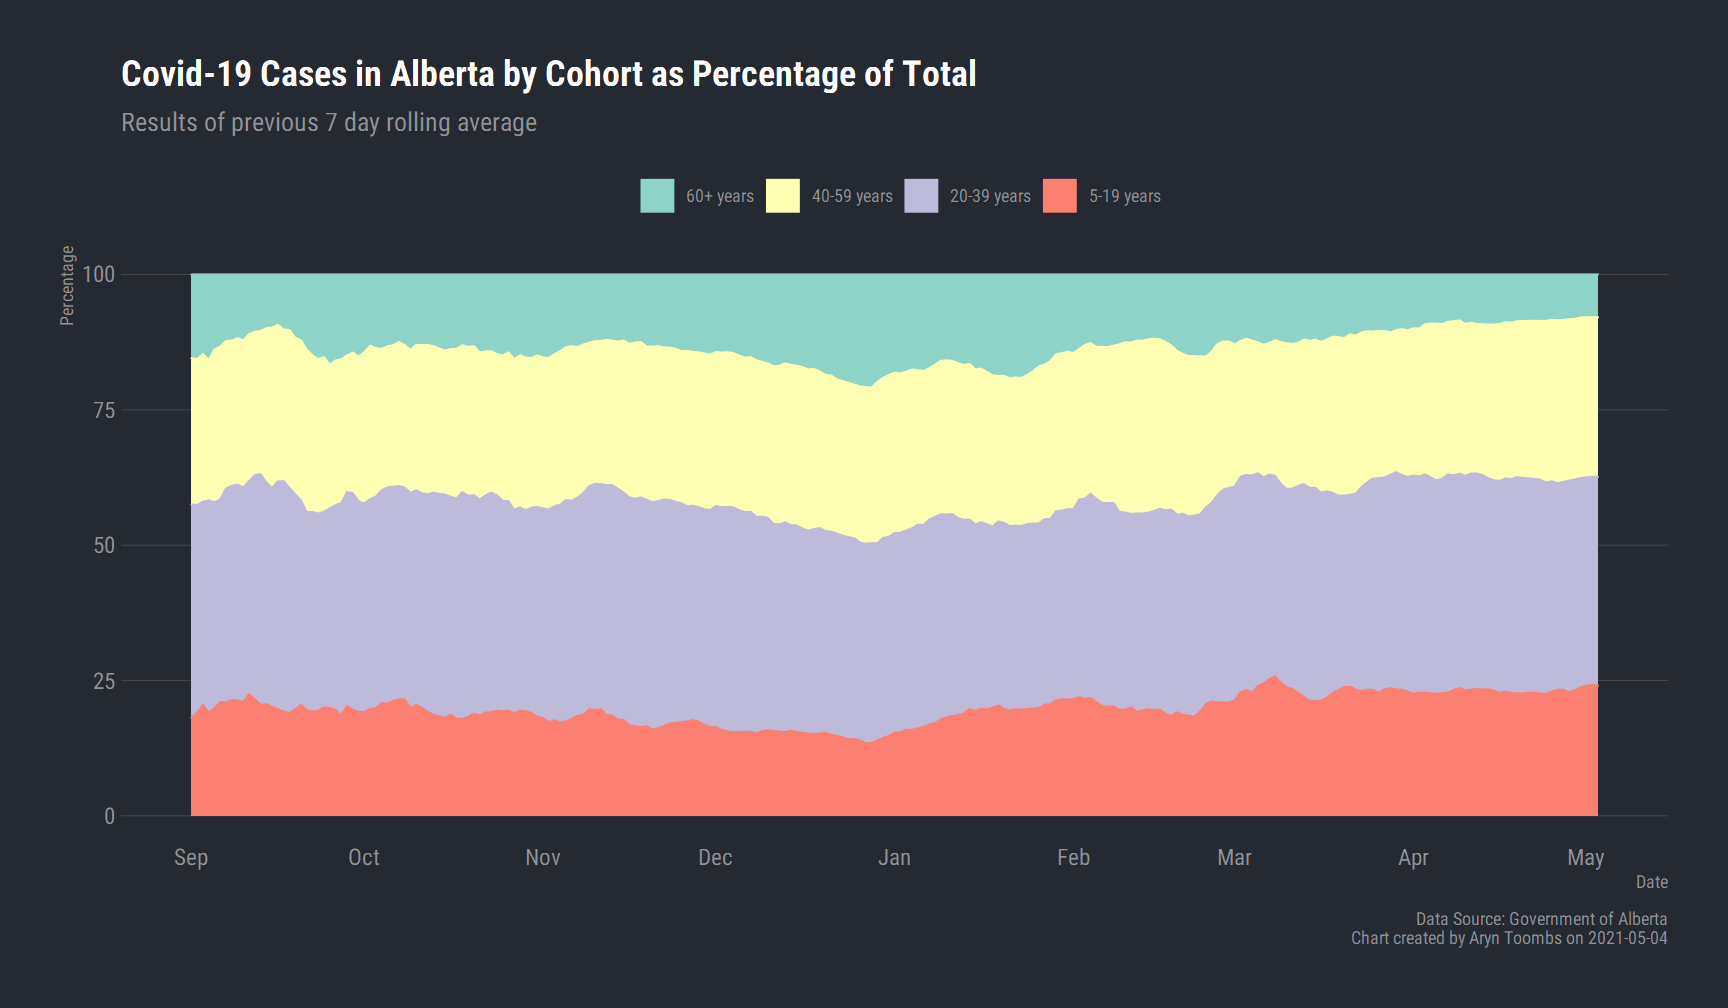 Covid-19 Cases in Alberta by Cohort as Percentage of Total
Results of previous 7 day rolling average
60+ years 40-59 years 20-39 years 5-19 years
Percentage
100
75
50
25
0
Sep Oct Nov Dec Jan Feb Mar Apr May
Date
Data Source: Government of Alberta
Chart created by Aryn Toombs on 2021-05-04